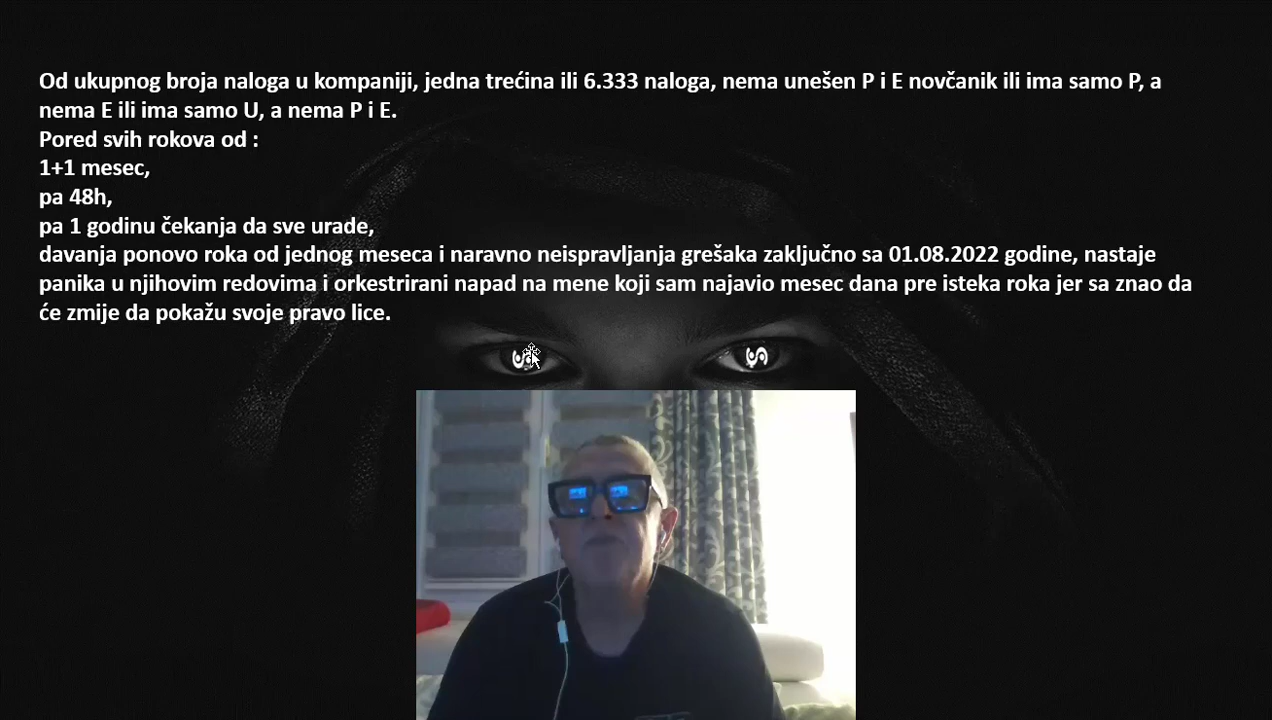 Od ukupnog broja naloga u kompaniji, jedna trećina ili 6.333 naloga, nema unešen P i E novčanik ili ima samo P, a
nema E ili ima samo U, a nema P i E.
Pored svih rokova od :
1+1 mesec,
pa 48h,
pa 1 godinu čekanja da sve urade,
davanja ponovo roka od jednog meseca i naravno neispravljanja grešaka zaključno sa 01.08.2022 godine, nastaje
panika u njihovim redovima i orkestrirani napad na mene koji sam najavio mesec dana pre isteka roka jer sa znao da
će zmije da pokažu svoje pravo lice.